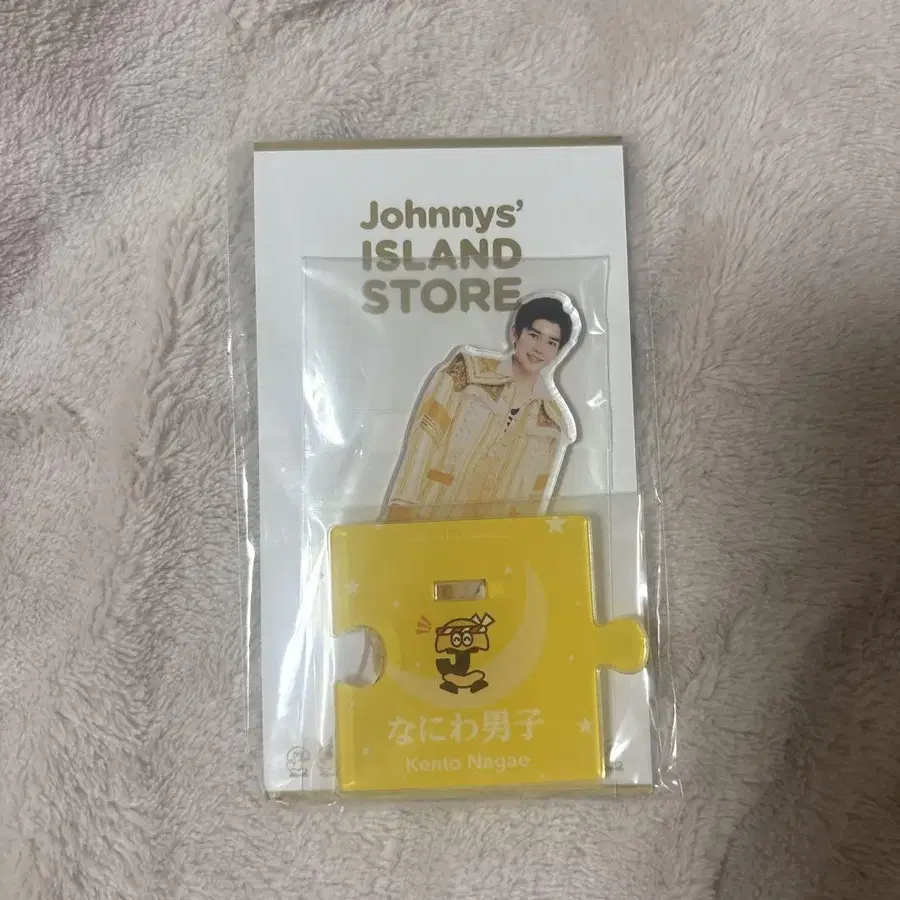 Johnnys'
ISLAND
STORE
J
なにわ男子
Kento Nagao